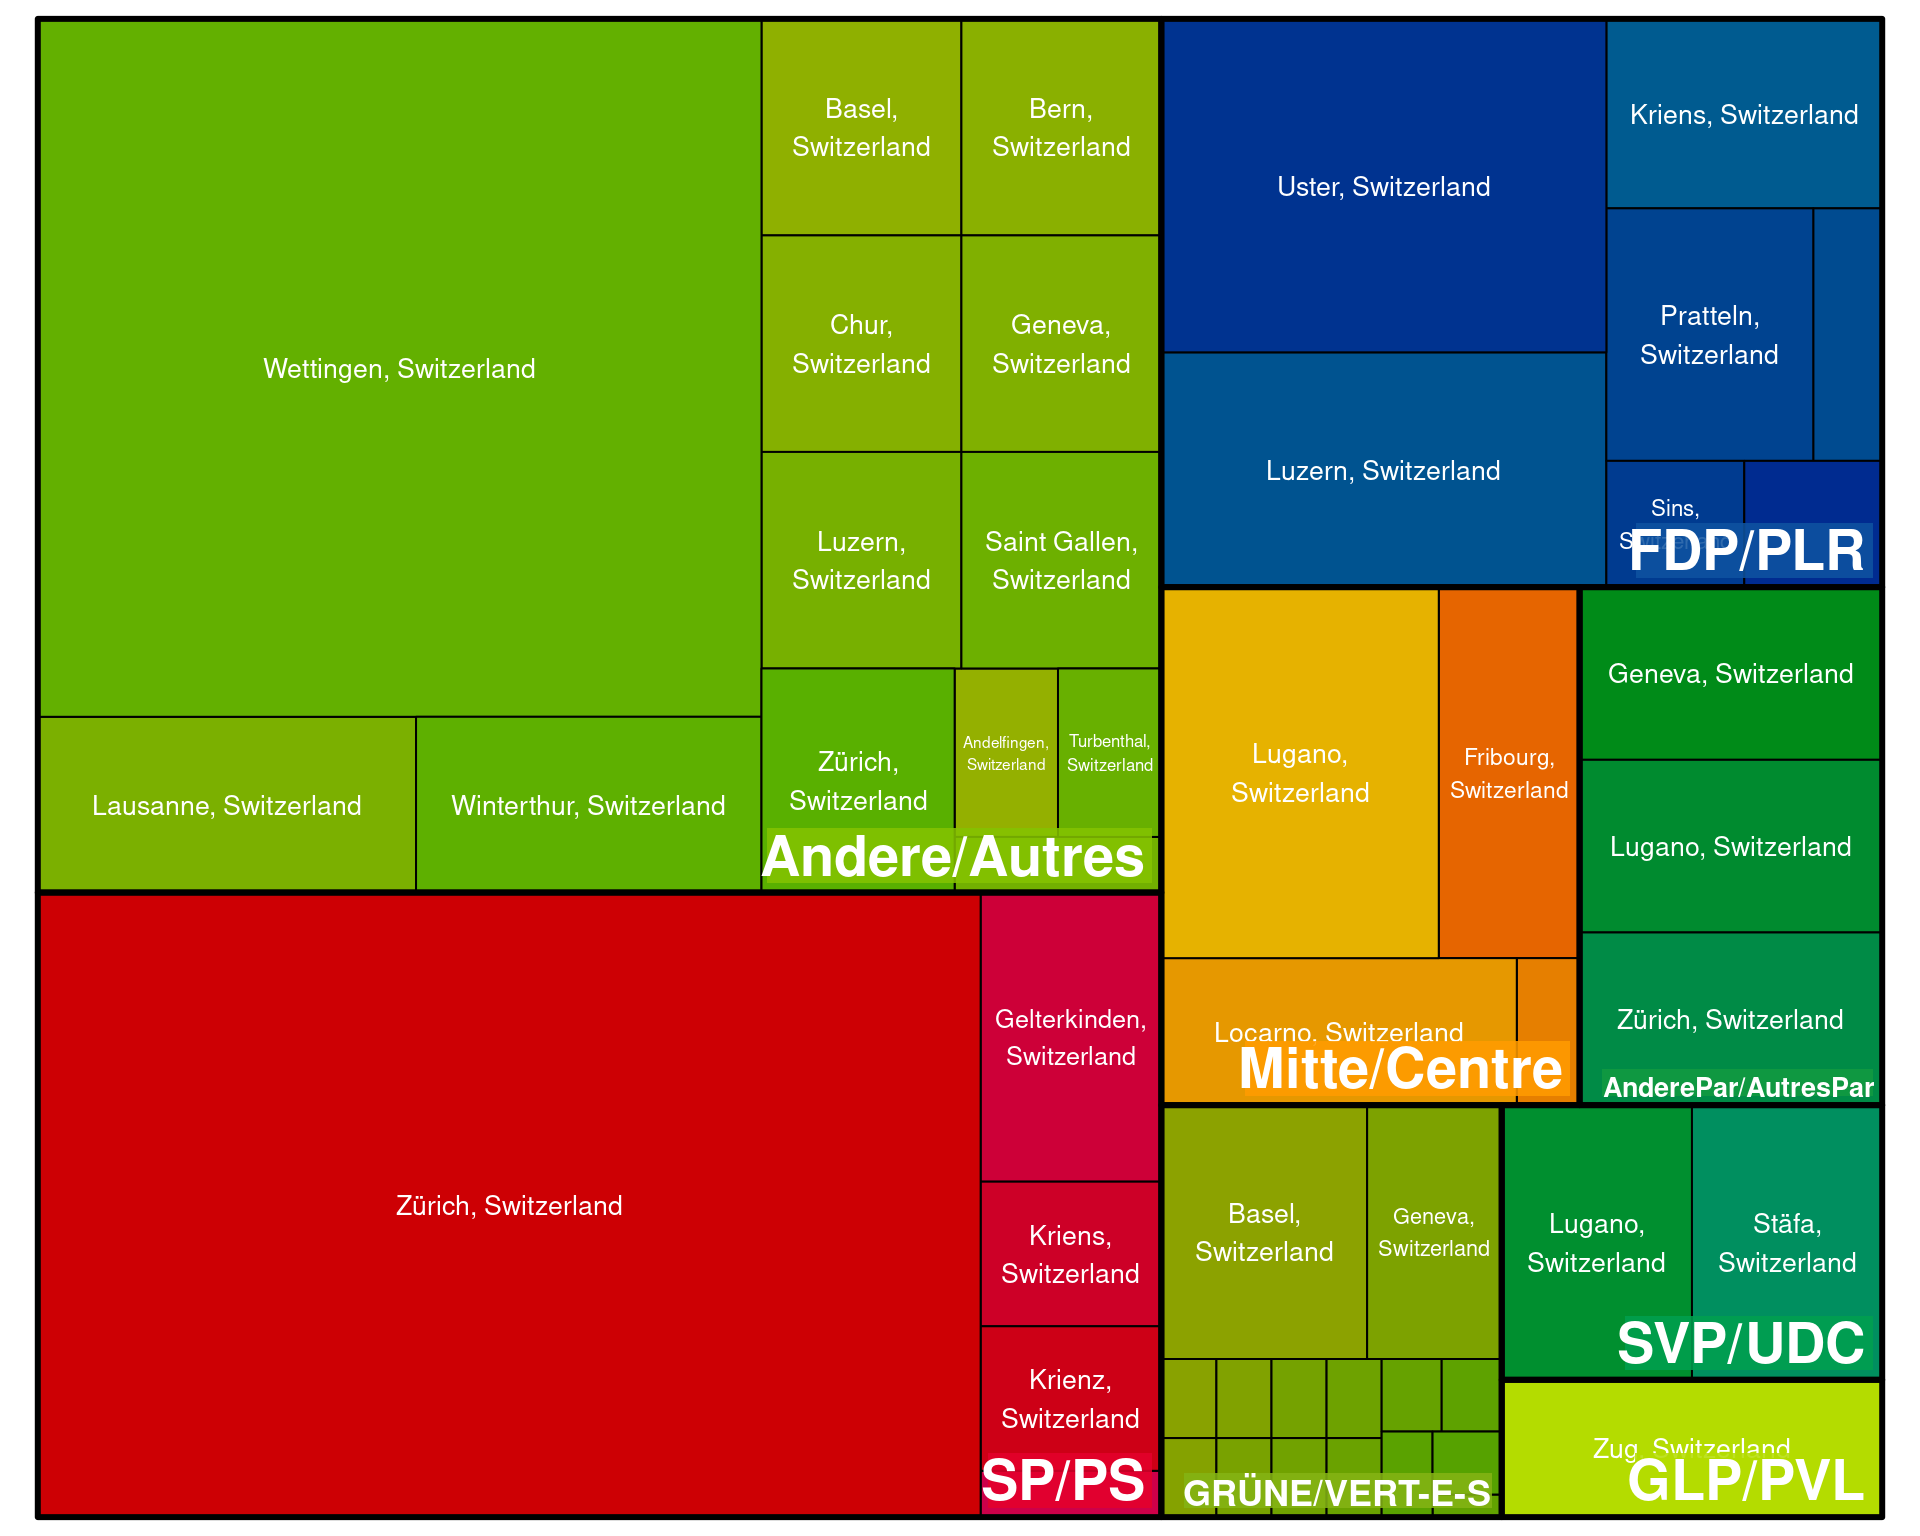 Wettingen, Switzerland
Basel,
Switzerland
Bern,
Switzerland
Chur,
Switzerland
Geneva,
Switzerland
Luzern,
Switzerland
Saint Gallen,
Switzerland
Lausanne, Switzerland
Winterthur, Switzerland
Zürich,
Switzerland
Andelfingen,
Switzerland
Turbenthal,
Switzerland
Andere/Autres
Uster, Switzerland
Kriens, Switzerland
Luzern, Switzerland
Pratteln,
Switzerland
Sins,
Switzerland
FDP/PLR
Lugano,
Switzerland
Fribourg,
Switzerland
Locarno, Switzerland
Mitte/Centre
Geneva, Switzerland
Lugano, Switzerland
Zürich, Switzerland
AnderePar/AutresPar
Zürich, Switzerland
Gelterkinden,
Switzerland
Kriens,
Switzerland
Krienz,
Switzerland
SP/PS
Basel,
Switzerland
Geneva,
Switzerland
GRÜNE/VERT-E-S
Lugano,
Switzerland
Stäfa,
Switzerland
SVP/UDC
Zug, Switzerland
GLP/PVL